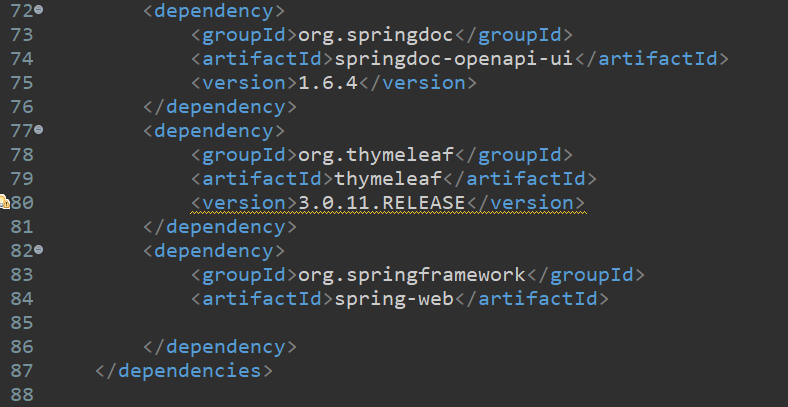 72 <dependency>
73 <groupId>org.springdoc</groupId>
74 <artifactId>springdoc-openapi-ui</artifactId>
75 <version>1.6.4</version>
76 </dependency>
77 <dependency>
78 <groupId>org.thymeleaf</groupId>
79 <artifactId>thymeleaf</artifactId>
80 <version>3.0.11.RELEASE</version>
81 </dependency>
82 <dependency>
83 <groupId>org.springframework</groupId>
84 <artifactId>spring-web</artifactId>
85
86 </dependency>
87 </dependencies>
88